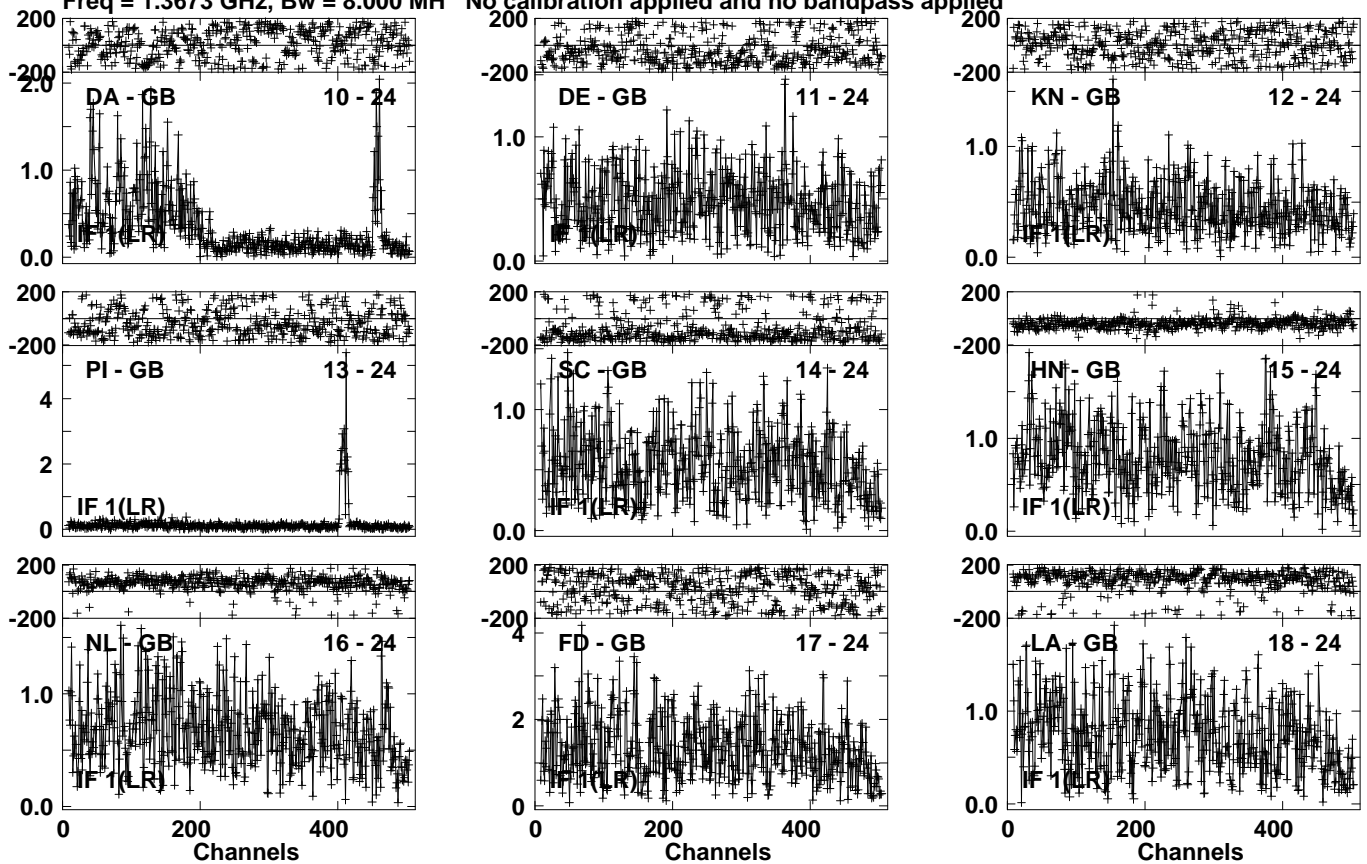 Freq = 1.3673 GHz, Bw = 8.000 MH No calibration applied and no bandpass applied
200
-200
2.0
1.0
0.0
DA - GB 10 - 24
IF 1(LR)
200
-200
1.0
0.0
DE - GB 11 - 24
IF 1(LR)
200
-200
1.0
0.0
KN - GB 12 - 24
IF 1(LR)
200
-200
4
2
0
PI - GB 13 - 24
IF 1(LR)
200
-200
1.0
0.0
SC - GB 14 - 24
IF 1(LR)
200
-200
1.0
0.0
HN - GB 15 - 24
IF 1(LR)
200
-200
1.0
0.0
NL - GB 16 - 24
IF 1(LR)
0 200 400
Channels
200
-200
4
2
0
FD - GB 17 - 24
IF 1(LR)
0 200 400
Channels
200
-200
1.0
0.0
LA - GB 18 - 24
IF 1(LR)
0 200 400
Channels